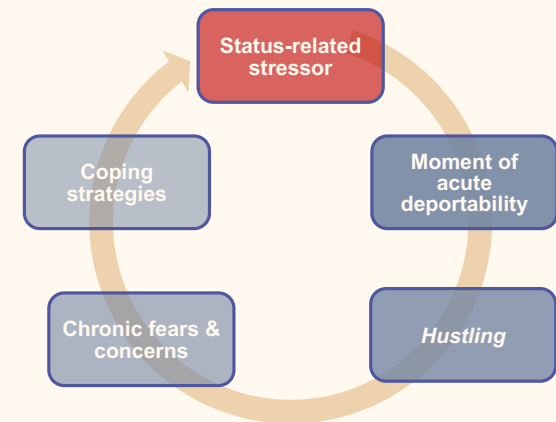 Status-related
stressor
Moment of
acute
deportability
Hustling
Chronic fears &
concerns
Coping
strategies